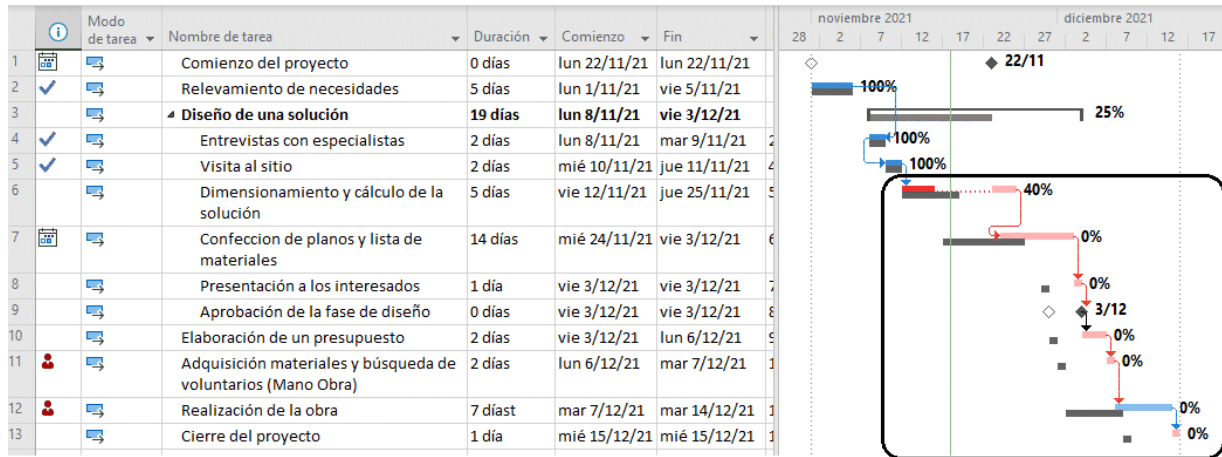 Modo de tarea Nombre de tarea Duración Comienzo Fin
noviembre 2021 diciembre 2021
28 2 7 12 17 22 27 2 7 12 17
1 Comienzo del proyecto 0 días lun 22/11/21 lun 22/11/21 22/11
2 Relevamiento de necesidades 5 días lun 1/11/21 vie 5/11/21 100%
3 Diseño de una solución 19 días lun 8/11/21 vie 3/12/21 25%
4 Entrevistas con especialistas 2 días lun 8/11/21 mar 9/11/21 2 100%
5 Visita al sitio 2 días mié 10/11/21 jue 11/11/21 4 100%
6 Dimensionamiento y cálculo de la 5 días vie 12/11/21 jue 25/11/21 5 40%
solución
7 Confeccion de planos y lista de 14 días mié 24/11/21 vie 3/12/21 6 0%
materiales
8 Presentación a los interesados 1 día vie 3/12/21 vie 3/12/21 7 0%
9 Aprobación de la fase de diseño 0 días vie 3/12/21 vie 3/12/21 8 3/12
10 Elaboración de un presupuesto 2 días vie 3/12/21 lun 6/12/21 9 0%
11 Adquisición materiales y búsqueda de 2 días lun 6/12/21 mar 7/12/21 1 0%
voluntarios (Mano Obra)
12 Realización de la obra 7 díast mar 7/12/21 mar 14/12/21 1 0%
13 Cierre del proyecto 1 día mié 15/12/21 mié 15/12/21 1 0%